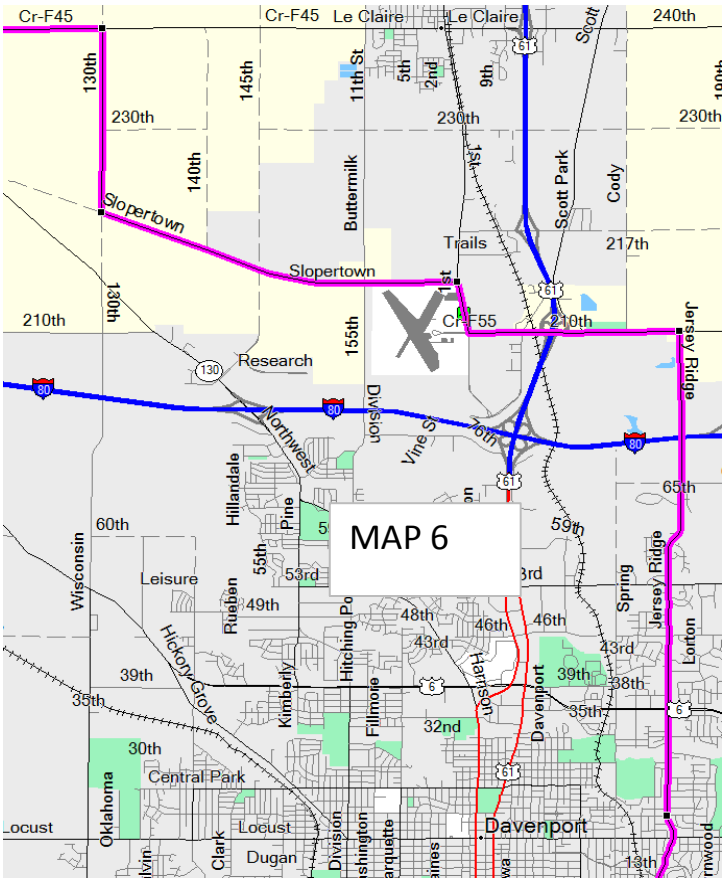 Cr-F45
Cr-F45
Le Claire
Le Claire
240th
130th
145th
11th St
5th
2nd
9th
61
Scott
190th
230th
230th
230th
140th
Buttermilk
1st
Scott Park
Cody
Slopertown
Trails
217th
Slopertown
1st
61
130th
210th
155th
Cr-F55
210th
Jersey Ridge
Research
130
80
80
Division
Northwest
Vine St
76th
80
61
65th
Hillandale
Pine
60th
MAP 6
59th
Wisconsin
55th
53rd
Leisure
Rueben
49th
Hitching Po
48th
46th
46th
43rd
Spring
Jersey Ridge
Lorton
43rd
Hickory Grove
39th
35th
Kimberly
Fillmore
6
Harrison
39th
38th
35th
6
Davenport
32nd
30th
Central Park
61
Oklahoma
Locust
Locust
Clark
Dugan
Division
Davenport
13th